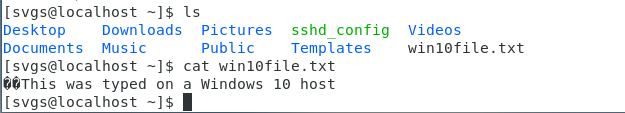 [svgs@localhost ~]$ ls
Desktop Downloads Pictures sshd_config Videos
Documents Music Public Templates win10file.txt
[svgs@localhost ~]$ cat win10file.txt
��This was typed on a Windows 10 host
[svgs@localhost ~]$